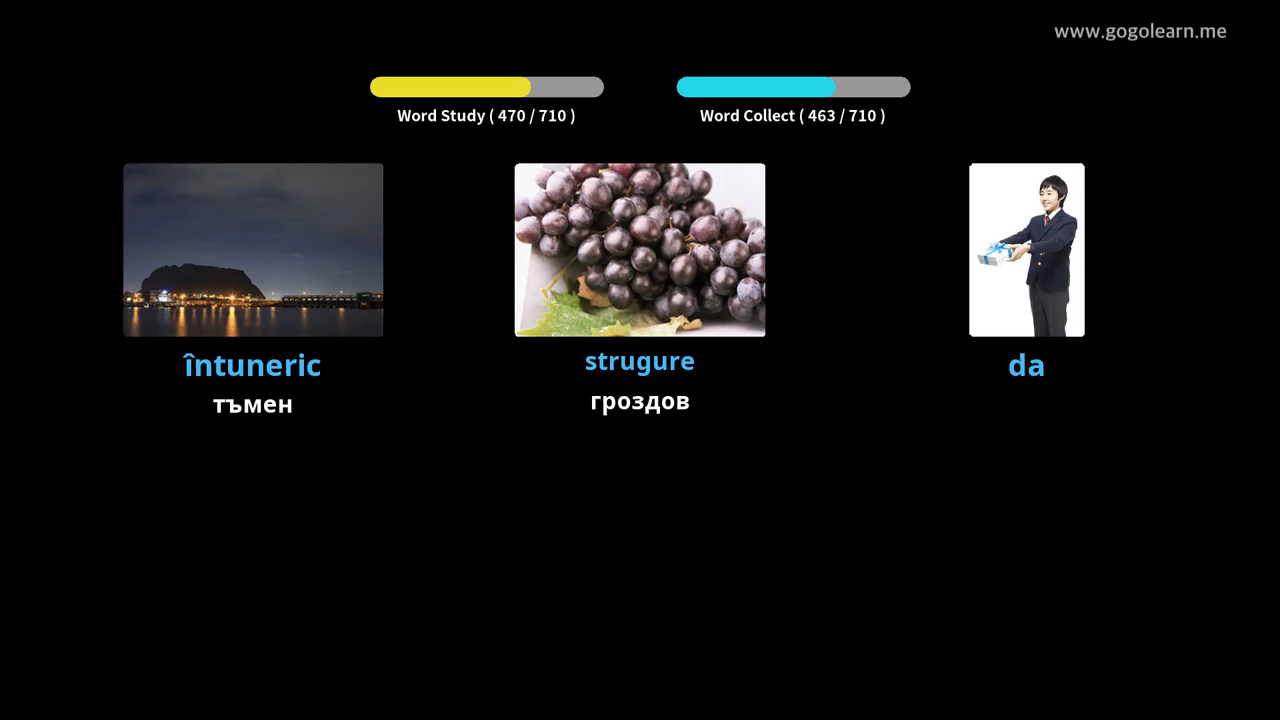 www.gogolearn.me
Word Study ( 470 / 710 )
Word Collect ( 463 / 710 )
întuneric
strugure
da
тъмен
гроздов